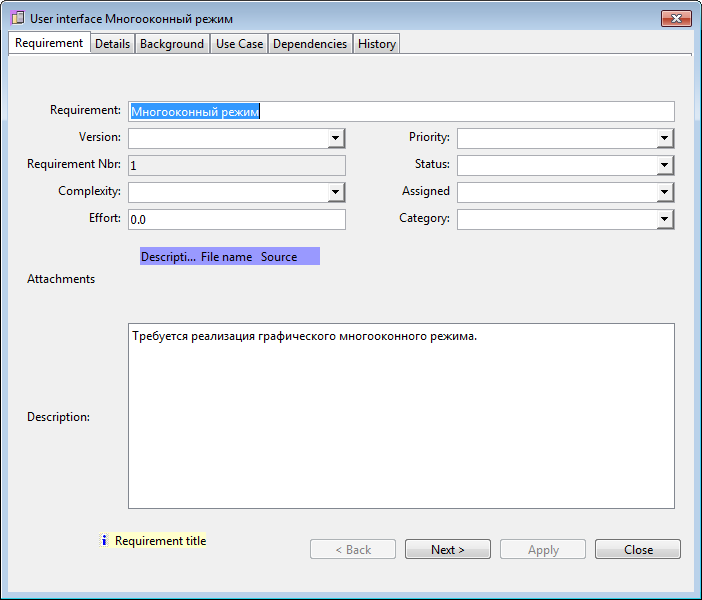 User interface Многооконный режим
Requirement Details Background Use Case Dependencies History
Requirement: Многооконный режим
Version: Priority:
Requirement Nbr: 1 Status:
Complexity: Assigned
Effort: 0.0 Category:
Descripti... File name Source
Attachments
Требуется реализация графического многооконного режима.
Description:
i Requirement title
< Back Next > Apply Close